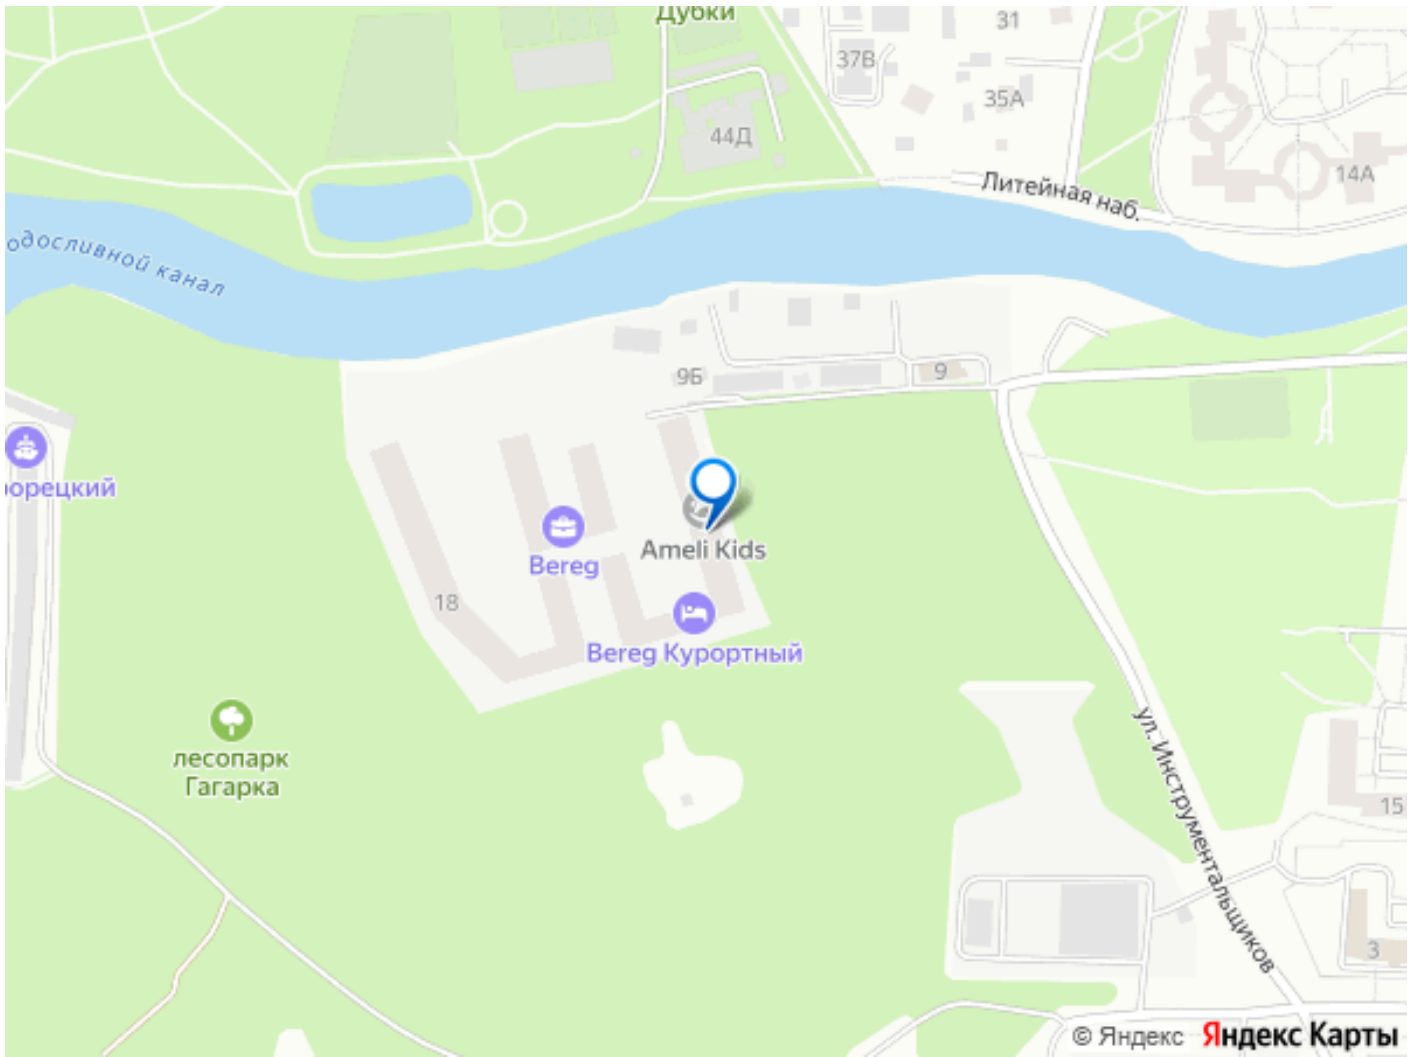 Дубки
31
37В
35А
44Д
14А
Литейная наб.
одосливной канал
9Б
9
рорецкий
Bereg
Ameli Kids
18
Bereg Курортный
лесопарк
Гагарка
ул. Инструментальщиков
15
3
© Яндекс Яндекс Карты